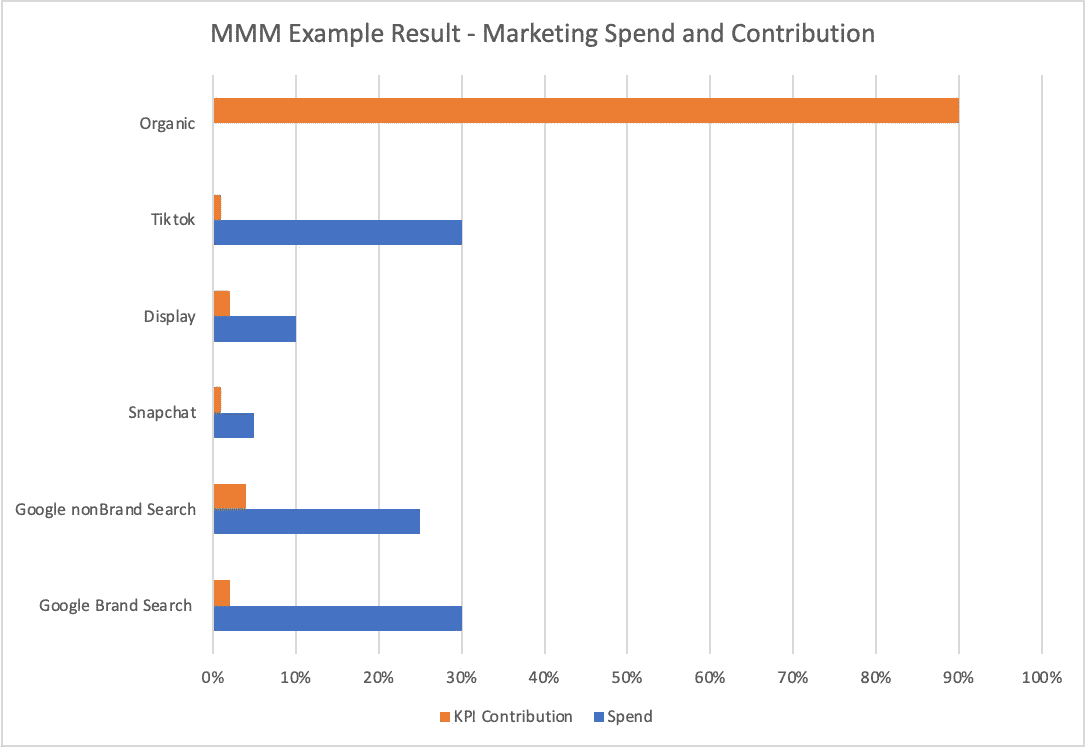 MMM Example Result - Marketing Spend and Contribution
Organic
Tiktok
Display
Snapchat
Google nonBrand Search
Google Brand Search
0% 10% 20% 30% 40% 50% 60% 70% 80% 90% 100%
KPI Contribution Spend